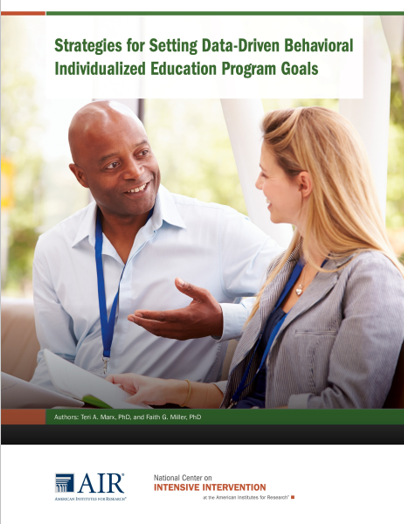 Strategies for Setting Data-Driven Behavioral
Individualized Education Program Goals
Authors: Teri A. Marx, PhD, and Faith G. Miller, PhD
AIR®
AMERICAN INSTITUTES FOR RESEARCH®
National Center on
INTENSIVE INTERVENTION
at the American Institutes for Research®